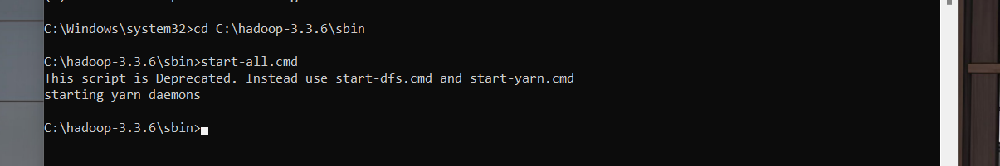 C:\Windows\system32>cd C:\hadoop-3.3.6\sbin
C:\hadoop-3.3.6\sbin>start-all.cmd
This script is Deprecated. Instead use start-dfs.cmd and start-yarn.cmd
starting yarn daemons
C:\hadoop-3.3.6\sbin>